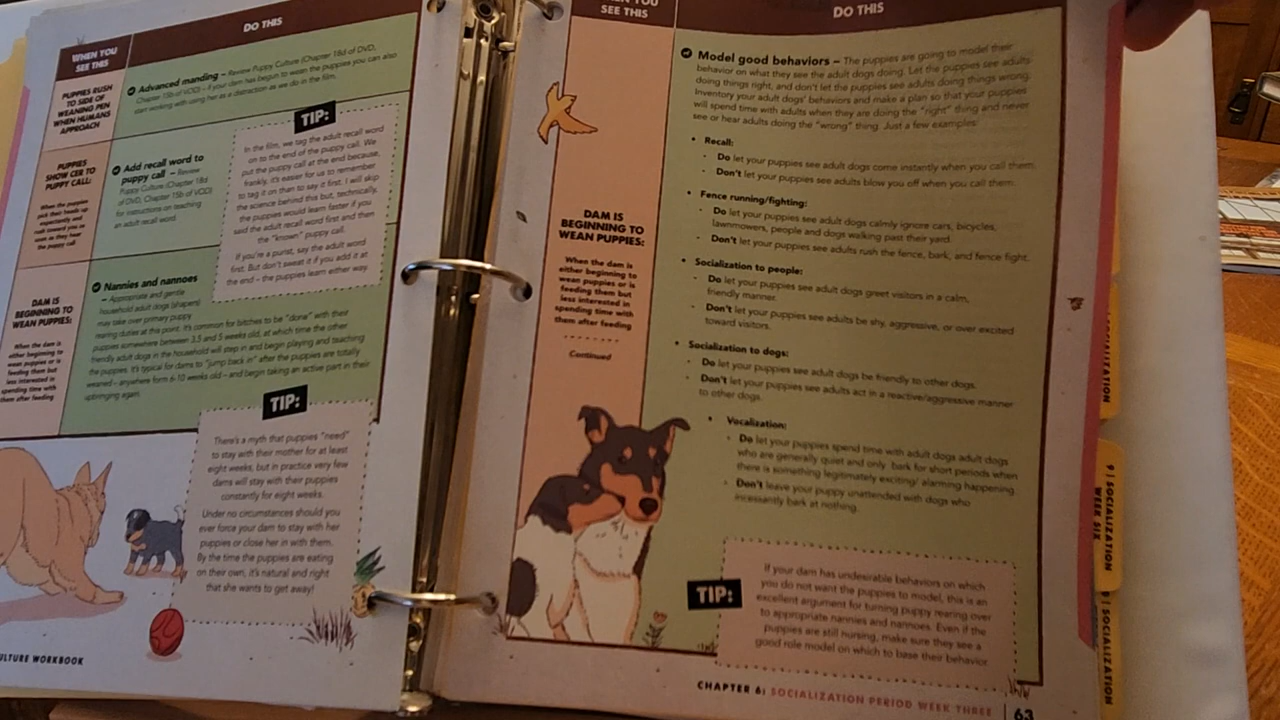 WHEN YOU
SEE THIS
DO THIS
PUPPIES RUSH
TO SIDE OF
WEANING PEN
WHEN HUMANS
APPROACH
Advanced manding – Review Puppy Culture (Chapter 18d of DVD,
Chapter 15b of VOD) – if your dam has begun to wean the puppies you can also
start working with using her as a distraction as we do in the film.
PUPPIES
SHOW CER TO
PUPPY CALL:
When the puppies
pick their heads up
expectantly and
rush toward you as
soon as they hear
the puppy call
Add recall word to
puppy call – Review
Puppy Culture (Chapter 18d
of DVD, Chapter 15b of VOD)
for instructions on teaching
an adult recall word.
TIP:
In the film, we tag the adult recall word
on to the end of the puppy call. We
put the puppy call at the end because,
frankly, it's easier for us to remember
to tag it on than to say it first. I will skip
the science behind this but, technically,
the puppies would learn faster if you
said the adult recall word first and then
the "known" puppy call.
If you're a purist, say the adult word
first. But don't sweat it if you add it at
the end – the puppies learn either way.
DAM IS
BEGINNING TO
WEAN PUPPIES:
When the dam is
either beginning to
wean puppies or is
feeding them but
less interested in
spending time with
them after feeding
Nannies and nannoes
– Appropriate and gentle
household adult dogs (shapers)
may take over primary puppy
rearing duties at this point. It's common for bitches to be "done" with their
puppies somewhere between 3.5 and 5 weeks old, at which time the other
friendly adult dogs in the household will step in and begin playing and teaching
the puppies. It's typical for dams to "jump back in" after the puppies are totally
weaned – anywhere form 6-10 weeks old – and begin taking an active part in their
upbringing again.
TIP:
There's a myth that puppies "need"
to stay with their mother for at least
eight weeks, but in practice very few
dams will stay with their puppies
constantly for eight weeks.
Under no circumstances should you
ever force your dam to stay with her
puppies or close her in with them.
By the time the puppies are eating
on their own, it's natural and right
that she wants to get away!
ULTURE WORKBOOK
YOU
SEE THIS
DO THIS
DAM IS
BEGINNING TO
WEAN PUPPIES:
When the dam is
either beginning to
wean puppies or is
feeding them but
less interested in
spending time with
them after feeding
Continued
Model good behaviors – The puppies are going to model their
behavior on what they see the adult dogs doing. Let the puppies see adults
doing things right, and don't let the puppies see adults doing things wrong.
Inventory your adult dogs' behaviors and make a plan so that your puppies
will spend time with adults when they are doing the "right" thing and never
see or hear adults doing the "wrong" thing. Just a few examples:
• Recall:
- Do let your puppies see adult dogs come instantly when you call them.
- Don't let your puppies see adults blow you off when you call them.
• Fence running/fighting:
- Do let your puppies see adult dogs calmly ignore cars, bicycles,
lawnmowers, people and dogs walking past their yard.
- Don't let your puppies see adults rush the fence, bark, and fence fight.
• Socialization to people:
- Do let your puppies see adult dogs greet visitors in a calm,
friendly manner.
- Don't let your puppies see adults be shy, aggressive, or over excited
toward visitors.
• Socialization to dogs:
- Do let your puppies see adult dogs be friendly to other dogs.
- Don't let your puppies see adults act in a reactive/aggressive manner
to other dogs.
• Vocalization:
- Do let your puppies spend time with adult dogs adult dogs
who are generally quiet and only bark for short periods when
there is something legitimately exciting/ alarming happening.
- Don't leave your puppy unattended with dogs who
incessantly bark at nothing.
TIP:
If your dam has undesirable behaviors on which
you do not want the puppies to model, this is an
excellent argument for turning puppy rearing over
to appropriate nannies and nannoes. Even if the
puppies are still nursing, make sure they see a
good role model on which to base their behavior.
CHAPTER 6: SOCIALIZATION PERIOD WEEK THREE | 63
SOCIALIZATION
9 | SOCIALIZATION
WEEK SIX
| SOCIALIZATION